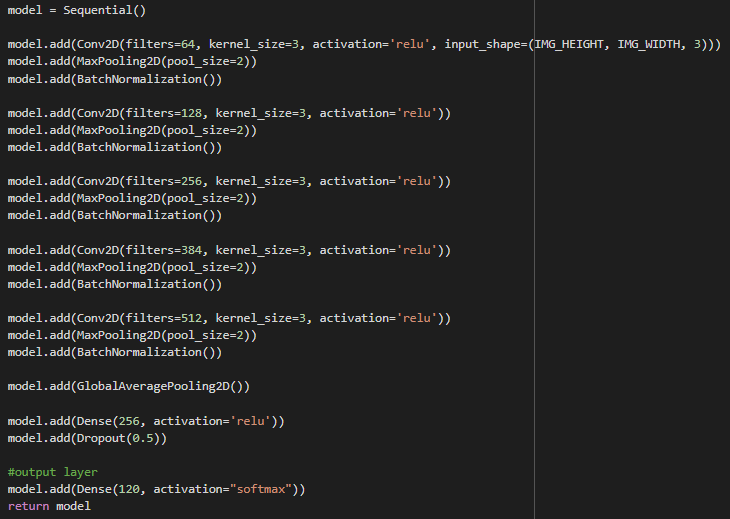 model = Sequential()
model.add(Conv2D(filters=64, kernel_size=3, activation='relu', input_shape=(IMG_HEIGHT, IMG_WIDTH, 3)))
model.add(MaxPooling2D(pool_size=2))
model.add(BatchNormalization())
model.add(Conv2D(filters=128, kernel_size=3, activation='relu'))
model.add(MaxPooling2D(pool_size=2))
model.add(BatchNormalization())
model.add(Conv2D(filters=256, kernel_size=3, activation='relu'))
model.add(MaxPooling2D(pool_size=2))
model.add(BatchNormalization())
model.add(Conv2D(filters=384, kernel_size=3, activation='relu'))
model.add(MaxPooling2D(pool_size=2))
model.add(BatchNormalization())
model.add(Conv2D(filters=512, kernel_size=3, activation='relu'))
model.add(MaxPooling2D(pool_size=2))
model.add(BatchNormalization())
model.add(GlobalAveragePooling2D())
model.add(Dense(256, activation='relu'))
model.add(Dropout(0.5))
#output layer
model.add(Dense(120, activation="softmax"))
return model